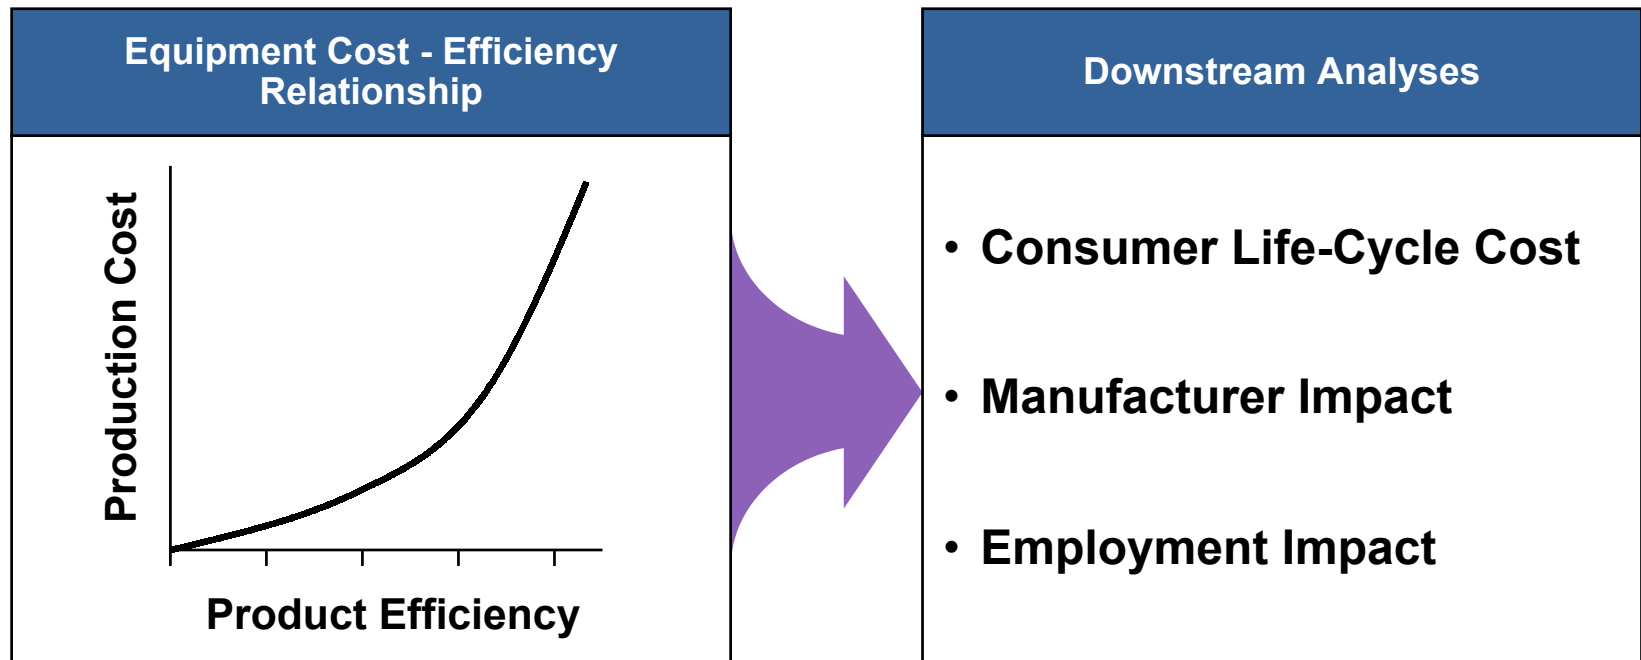 Equipment Cost - Efficiency
Relationship
Production Cost
Product Efficiency
Downstream Analyses
• Consumer Life-Cycle Cost
• Manufacturer Impact
• Employment Impact